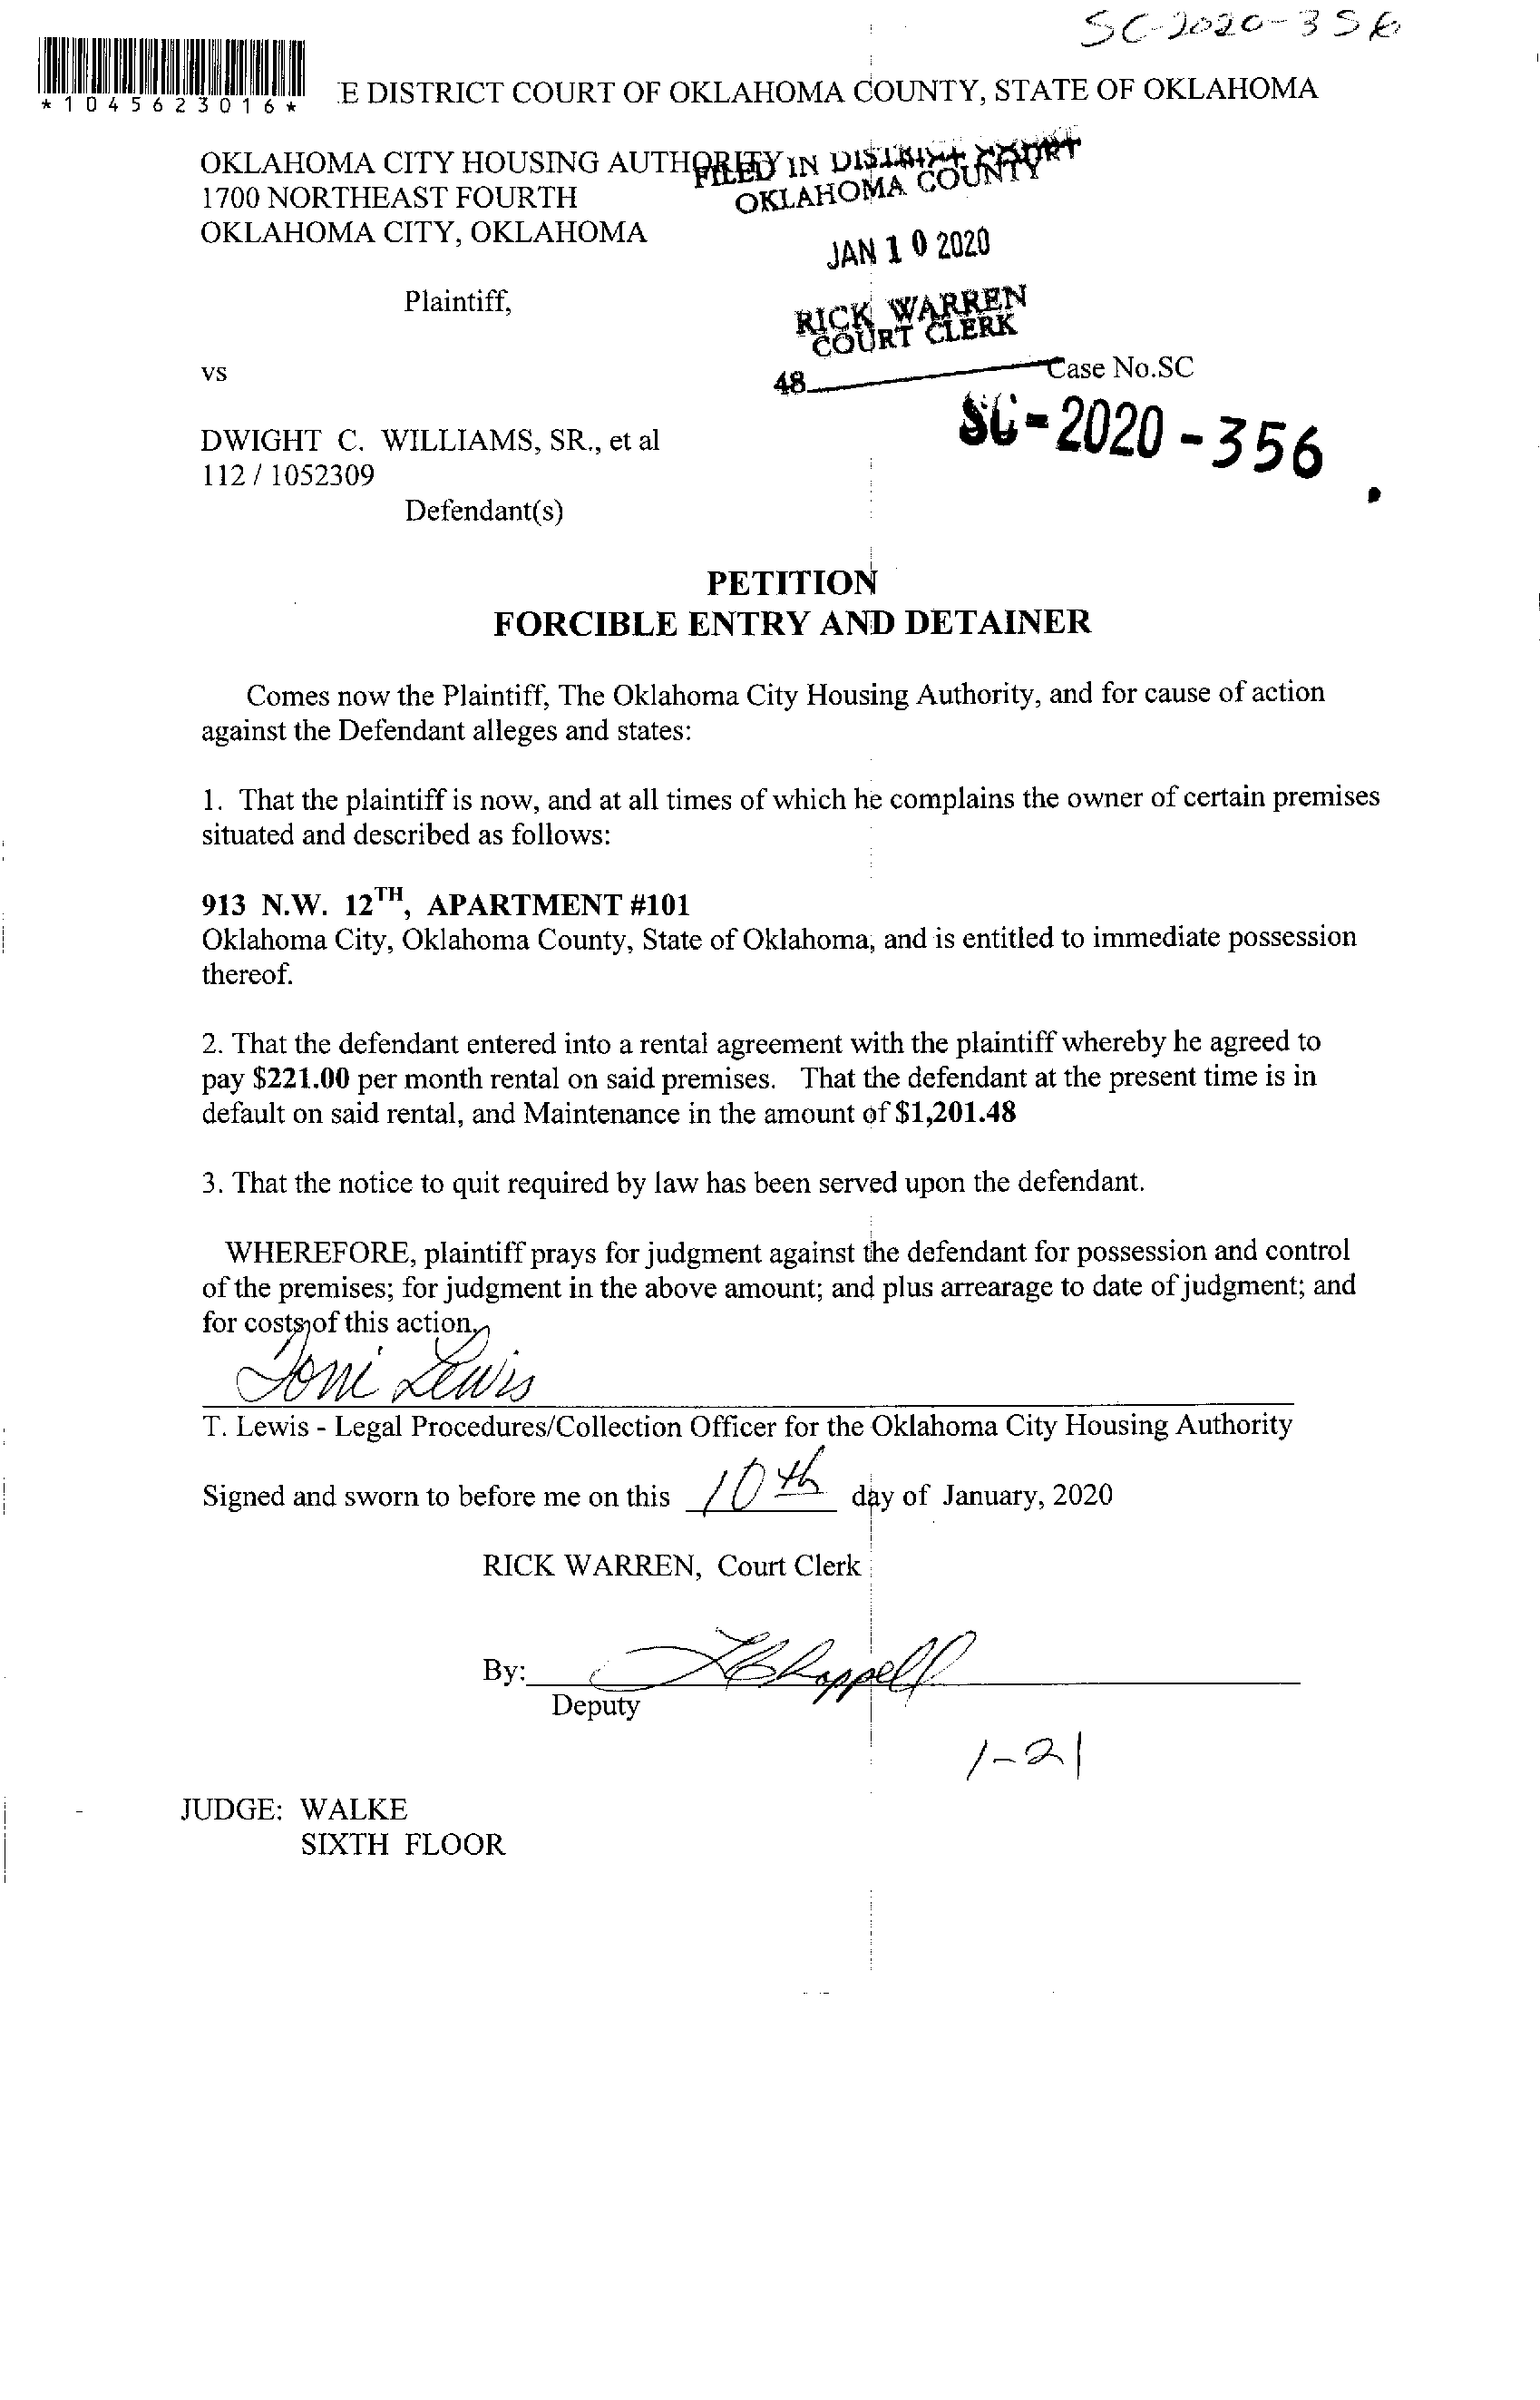 SC-2020-356
*1045623016*
E DISTRICT COURT OF OKLAHOMA COUNTY, STATE OF OKLAHOMA
OKLAHOMA CITY HOUSING AUTHORITY
FILED IN DISTRICT COURT
1700 NORTHEAST FOURTH
OKLAHOMA COUNTY
OKLAHOMA CITY, OKLAHOMA
JAN 10 2020
Plaintiff,
RICK WARREN
COURT CLERK
vs
48
Case No.SC
SC-2020-356
DWIGHT C. WILLIAMS, SR., et al
112 / 1052309
Defendant(s)
PETITION
FORCIBLE ENTRY AND DETAINER
Comes now the Plaintiff, The Oklahoma City Housing Authority, and for cause of action
against the Defendant alleges and states:
1. That the plaintiff is now, and at all times of which he complains the owner of certain premises
situated and described as follows:
913 N.W. 12TH, APARTMENT #101
Oklahoma City, Oklahoma County, State of Oklahoma, and is entitled to immediate possession
thereof.
2. That the defendant entered into a rental agreement with the plaintiff whereby he agreed to
pay $221.00 per month rental on said premises. That the defendant at the present time is in
default on said rental, and Maintenance in the amount of $1,201.48
3. That the notice to quit required by law has been served upon the defendant.
WHEREFORE, plaintiff prays for judgment against the defendant for possession and control
of the premises; for judgment in the above amount; and plus arrearage to date of judgment; and
for costs of this action.
Toni Lewis
T. Lewis - Legal Procedures/Collection Officer for the Oklahoma City Housing Authority
Signed and sworn to before me on this 10th day of January, 2020
RICK WARREN, Court Clerk
By: Chappell
Deputy
1-21
JUDGE: WALKE
SIXTH FLOOR